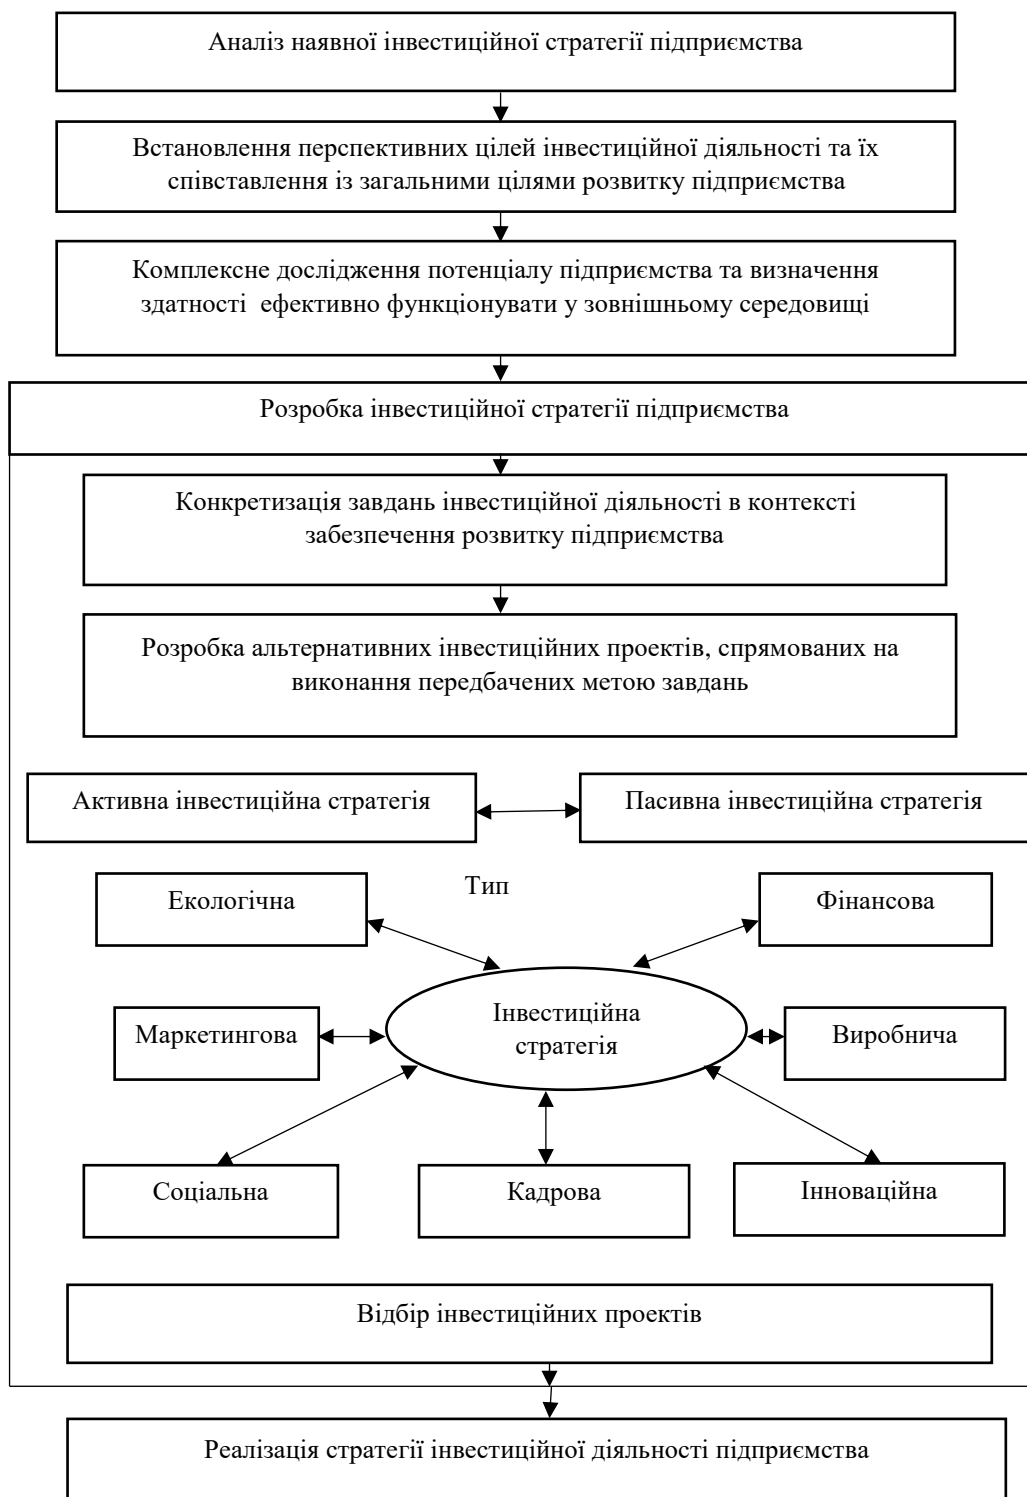 Аналіз наявної інвестиційної стратегії підприємства
Встановлення перспективних цілей інвестиційної діяльності та їх
співставлення із загальними цілями розвитку підприємства
Комплексне дослідження потенціалу підприємства та визначення
здатності  ефективно функціонувати у зовнішньому середовищі
Розробка інвестиційної стратегії підприємства
Конкретизація завдань інвестиційної діяльності в контексті
забезпечення розвитку підприємства
Розробка альтернативних інвестиційних проектів, спрямованих на
виконання передбачених метою завдань
Активна інвестиційна стратегія
Пасивна інвестиційна стратегія
Тип
Екологічна
Фінансова
Інвестиційна
стратегія
Маркетингова
Виробнича
Соціальна
Кадрова
Інноваційна
Відбір інвестиційних проектів
Реалізація стратегії інвестиційної діяльності підприємства